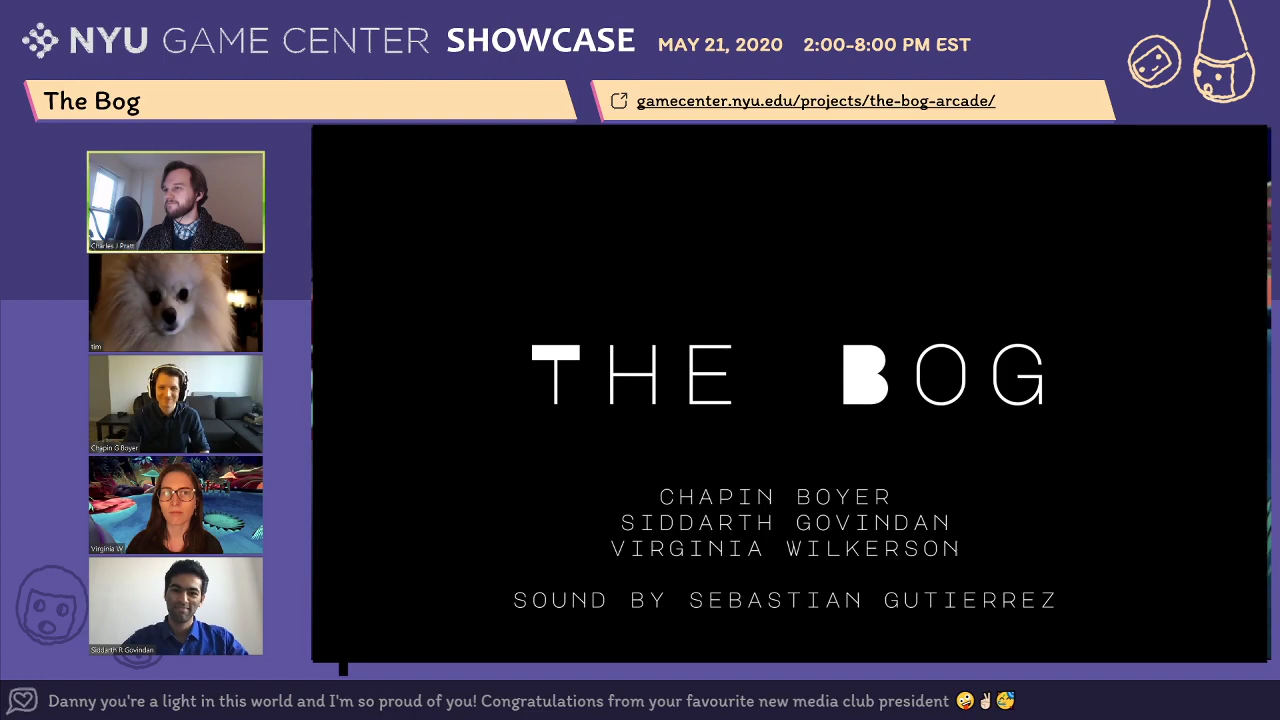 NYU GAME CENTER SHOWCASE MAY 21, 2020 2:00-8:00 PM EST
The Bog
gamecenter.nyu.edu/projects/the-bog-arcade/
Charles J Pratt
tim
Chapin G Boyer
Virginia W
Siddarth R Govindan
THE BOG
CHAPIN BOYER
SIDDARTH GOVINDAN
VIRGINIA WILKERSON
SOUND BY SEBASTIAN GUTIERREZ
Danny you're a light in this world and I'm so proud of you! Congratulations from your favourite new media club president 🤪✌🏻🥳